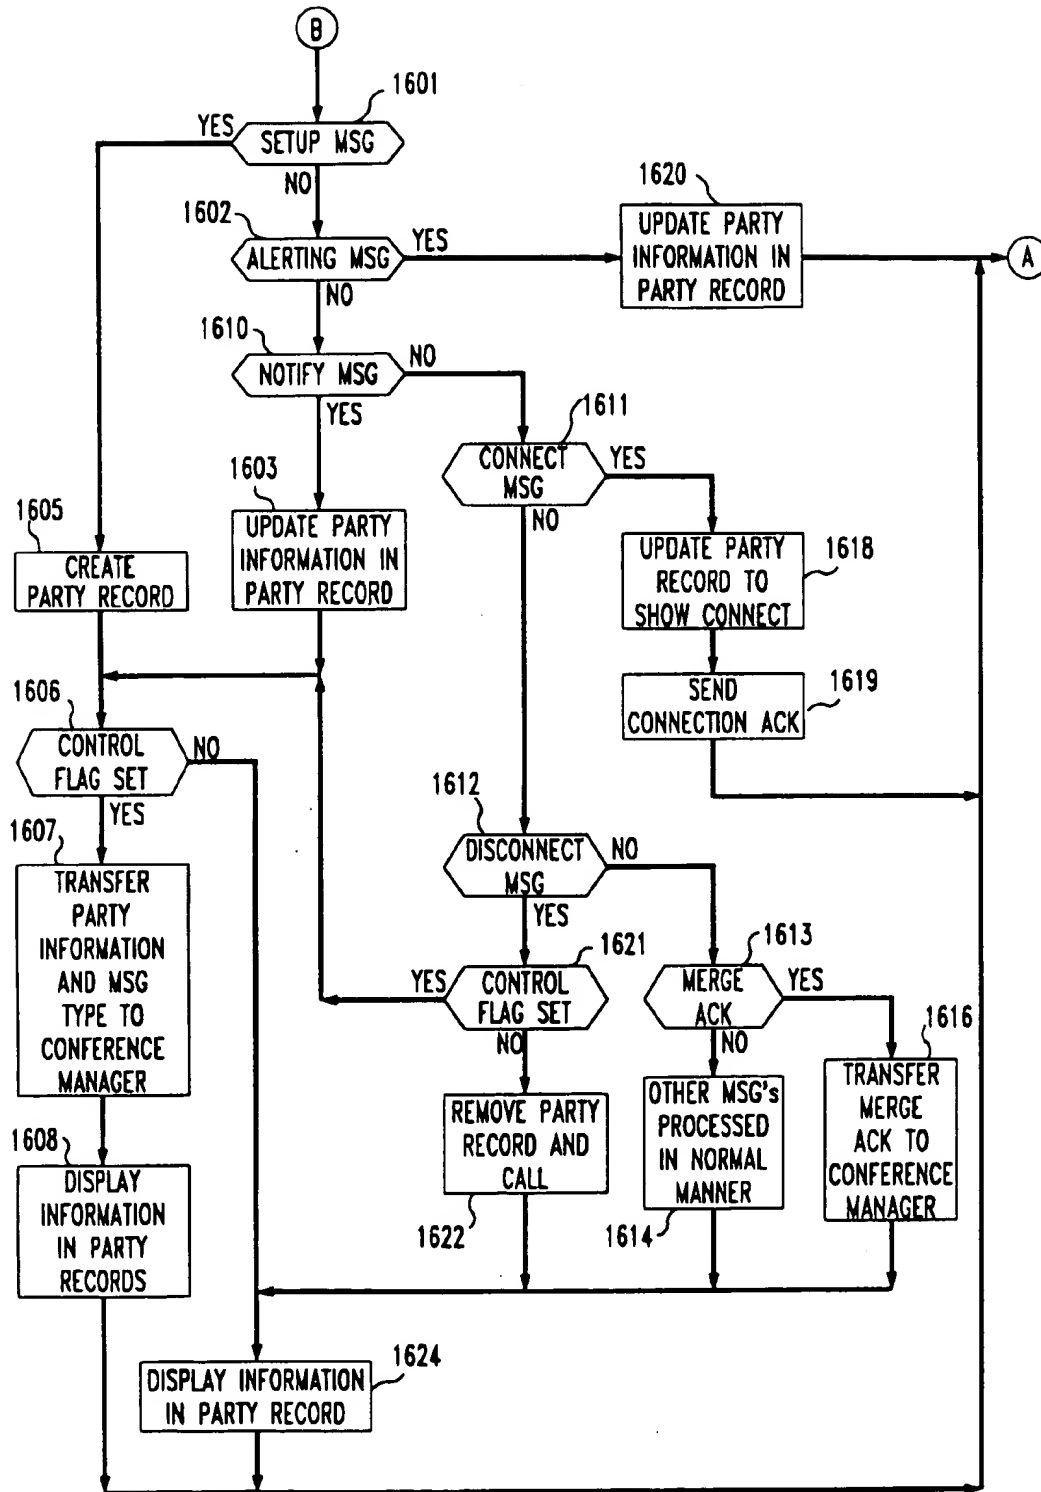 B
1601
YES
SETUP MSG
NO
1602
ALERTING MSG
YES
NO
1620
UPDATE PARTY
INFORMATION IN
PARTY RECORD
A
1610
NOTIFY MSG
NO
YES
1611
CONNECT
MSG
YES
NO
1603
UPDATE PARTY
INFORMATION IN
PARTY RECORD
1605
CREATE
PARTY RECORD
UPDATE PARTY
RECORD TO
SHOW CONNECT
1618
SEND
CONNECTION ACK
1619
1606
CONTROL
FLAG SET
NO
YES
1607
TRANSFER
PARTY
INFORMATION
AND MSG
TYPE TO
CONFERENCE
MANAGER
1612
DISCONNECT
MSG
NO
YES
1621
YES
CONTROL
FLAG SET
NO
1613
MERGE
ACK
YES
NO
1616
TRANSFER
MERGE
ACK TO
CONFERENCE
MANAGER
REMOVE PARTY
RECORD AND
CALL
1622
OTHER MSG's
PROCESSED
IN NORMAL
MANNER
1614
1608
DISPLAY
INFORMATION
IN PARTY
RECORDS
1624
DISPLAY INFORMATION
IN PARTY RECORD